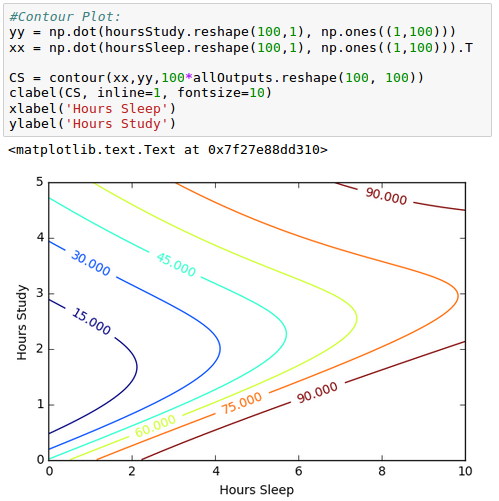 #Contour Plot:
yy = np.dot(hoursStudy.reshape(100,1), np.ones((1,100)))
xx = np.dot(hoursSleep.reshape(100,1), np.ones((1,100))).T
CS = contour(xx,yy,100*allOutputs.reshape(100, 100))
clabel(CS, inline=1, fontsize=10)
xlabel('Hours Sleep')
ylabel('Hours Study')
<matplotlib.text.Text at 0x7f27e88dd310>
5
90.000
4
30.000
45.000
3
15.000
Hours Study
2
90.000
75.000
1
60.000
0
0 2 4 6 8 10
Hours Sleep